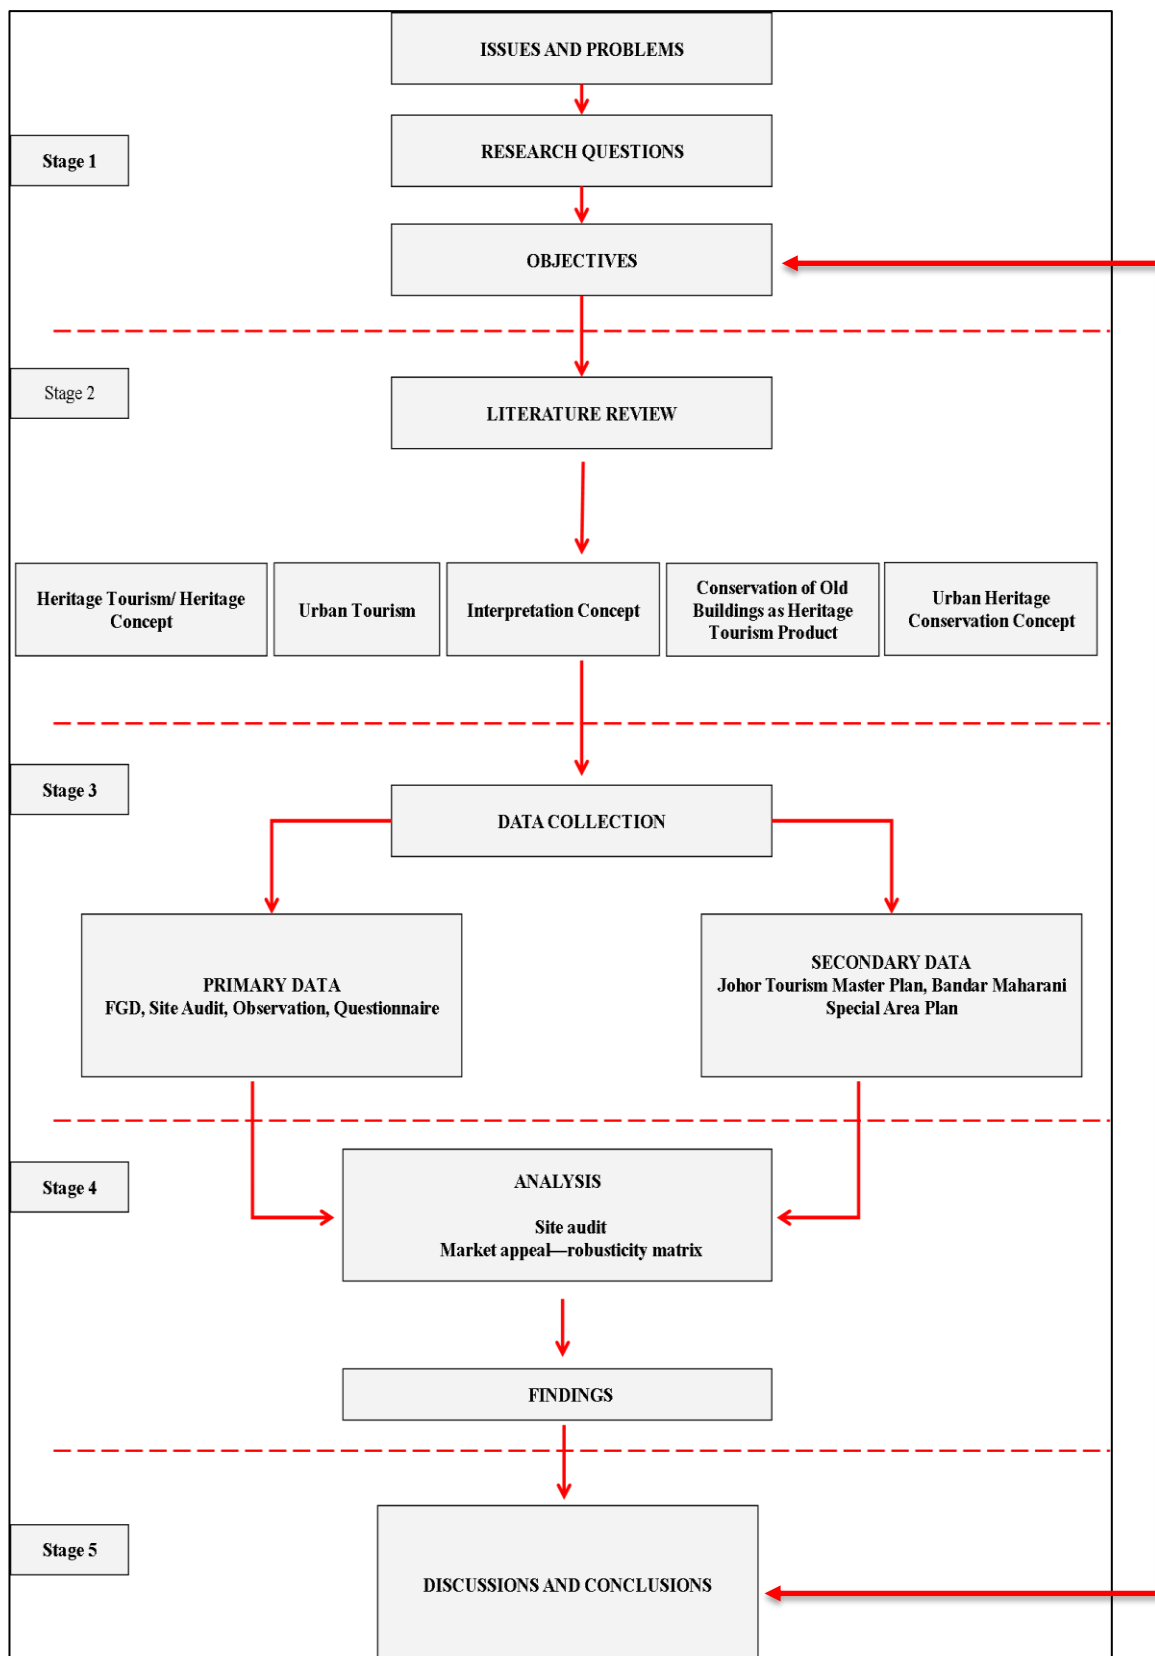 ISSUES AND PROBLEMS
Stage 1
RESEARCH QUESTIONS
OBJECTIVES
Stage 2
LITERATURE REVIEW
Heritage Tourism/ Heritage
Concept
Urban Tourism
Interpretation Concept
Conservation of Old
Buildings as Heritage
Tourism Product
Urban Heritage
Conservation Concept
Stage 3
DATA COLLECTION
PRIMARY DATA
FGD, Site Audit, Observation, Questionnaire
SECONDARY DATA
Johor Tourism Master Plan, Bandar Maharani
Special Area Plan
Stage 4
ANALYSIS
Site audit
Market appeal—robusticity matrix
FINDINGS
Stage 5
DISCUSSIONS AND CONCLUSIONS